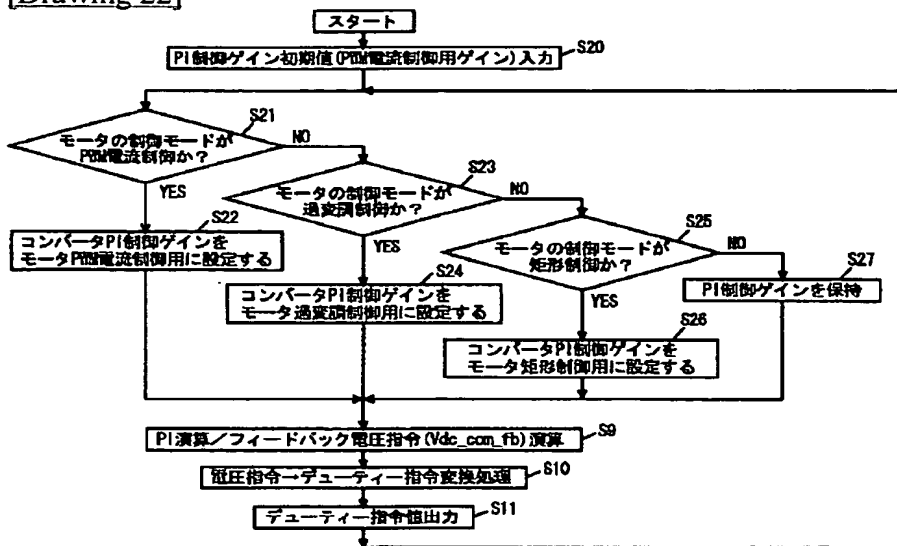 [Drawing 22]
スタート
PI制御ゲイン初期値(PWM電流制御用ゲイン)入力
S20
モータの制御モードが
PWM電流制御か？
S21
NO
YES
コンバータPI制御ゲインを
モータPWM電流制御用に設定する
S22
モータの制御モードが
過変調制御か？
S23
NO
YES
コンバータPI制御ゲインを
モータ過変調制御用に設定する
S24
モータの制御モードが
矩形制御か？
S25
NO
YES
コンバータPI制御ゲインを
モータ矩形制御用に設定する
S26
PI制御ゲインを保持
S27
PI演算／フィードバック電圧指令(Vdc_com_fb)演算
S9
電圧指令→デューティー指令変換処理
S10
デューティー指令値出力
S11